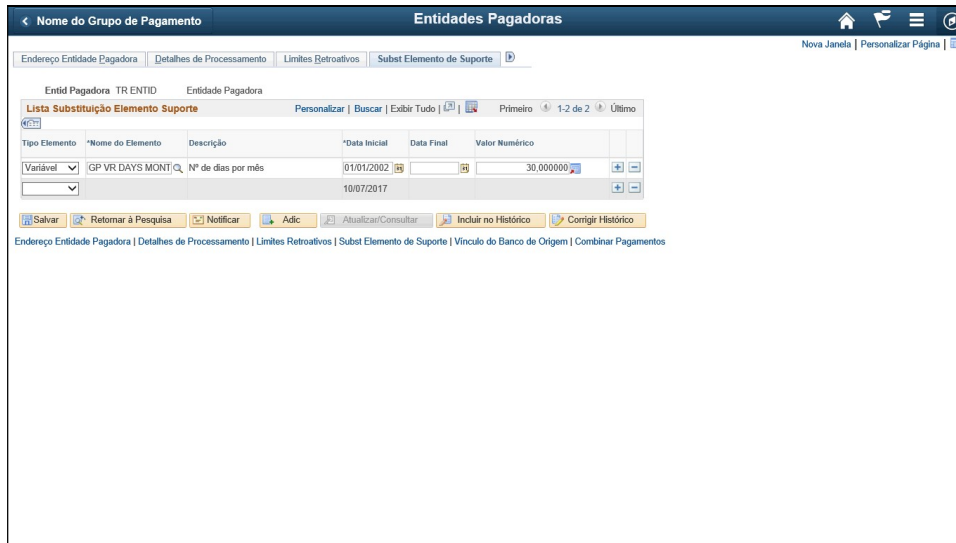 Nome do Grupo de Pagamento
Entidades Pagadoras
Nova Janela | Personalizar Página |
Endereço Entidade Pagadora
Detalhes de Processamento
Limites Retroativos
Subst Elemento de Suporte
Entid Pagadora TR ENTID Entidade Pagadora
Lista Substituição Elemento Suporte
Personalizar | Buscar | Exibir Tudo | | Primeiro 1-2 de 2 Último
Tipo Elemento *Nome do Elemento Descrição *Data Inicial Data Final Valor Numérico
Variável GP VR DAYS MONT Nº de dias por mês 01/01/2002 30,000000
10/07/2017
Salvar Retornar à Pesquisa Notificar Adic Atualizar/Consultar Incluir no Histórico Corrigir Histórico
Endereço Entidade Pagadora | Detalhes de Processamento | Limites Retroativos | Subst Elemento de Suporte | Vínculo do Banco de Origem | Combinar Pagamentos